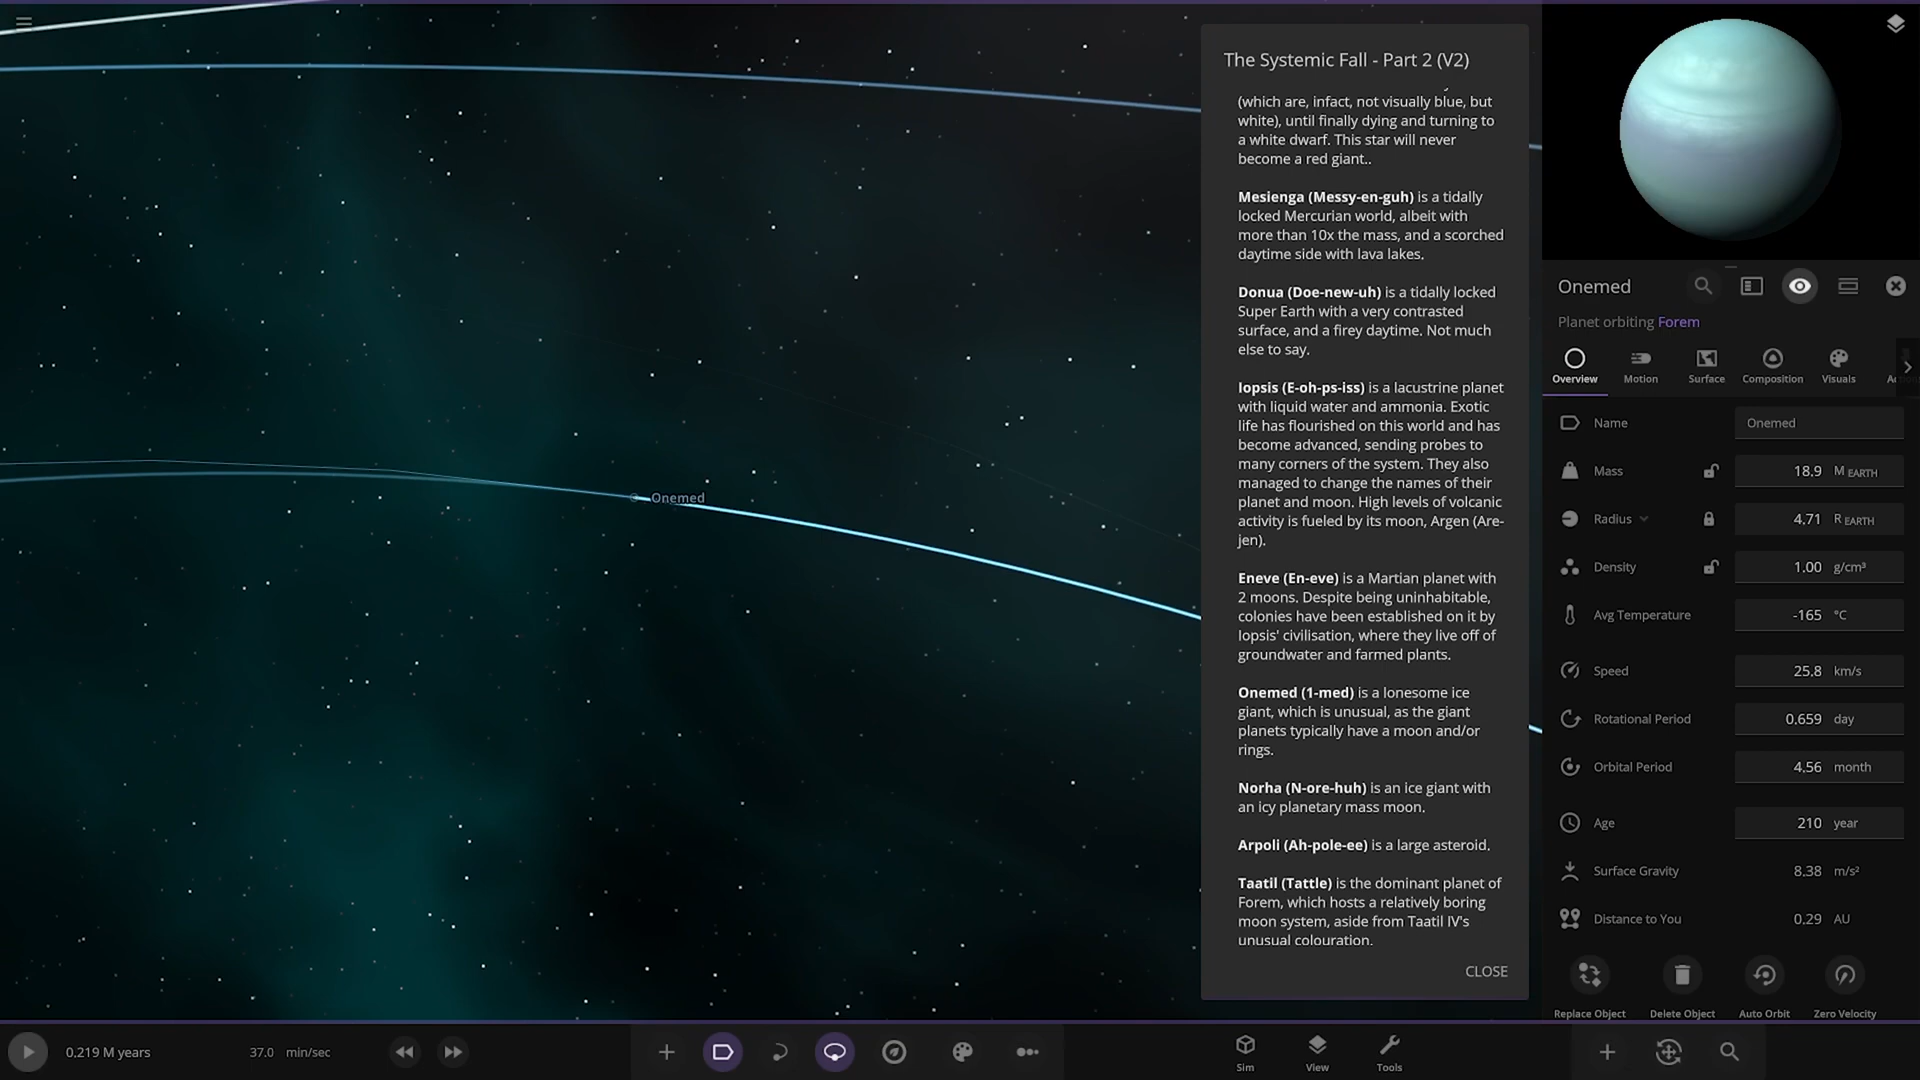 The Systemic Fall - Part 2 (V2)
(which are, infact, not visually blue, but
white), until finally dying and turning to
a white dwarf. This star will never
become a red giant..
Mesienga (Messy-en-guh) is a tidally
locked Mercurian world, albeit with
more than 10x the mass, and a scorched
daytime side with lava lakes.
Donua (Doe-new-uh) is a tidally locked
Super Earth with a very contrasted
surface, and a firey daytime. Not much
else to say.
Iopsis (E-oh-ps-iss) is a lacustrine planet
with liquid water and ammonia. Exotic
life has flourished on this world and has
become advanced, sending probes to
many corners of the system. They also
managed to change the names of their
planet and moon. High levels of volcanic
activity is fueled by its moon, Argen (Are-
jen).
Eneve (En-eve) is a Martian planet with
2 moons. Despite being uninhabitable,
colonies have been established on it by
Iopsis' civilisation, where they live off of
groundwater and farmed plants.
Onemed (1-med) is a lonesome ice
giant, which is unusual, as the giant
planets typically have a moon and/or
rings.
Norha (N-ore-huh) is an ice giant with
an icy planetary mass moon.
Arpoli (Ah-pole-ee) is a large asteroid.
Taatil (Tattle) is the dominant planet of
Forem, which hosts a relatively boring
moon system, aside from Taatil IV's
unusual colouration.
CLOSE
Onemed
Onemed
Planet orbiting Forem
Overview Motion Surface Composition Visuals
Name Onemed
Mass 18.9 M EARTH
Radius 4.71 R EARTH
Density 1.00 g/cm³
Avg Temperature -165 °C
Speed 25.8 km/s
Rotational Period 0.659 day
Orbital Period 4.56 month
Age 210 year
Surface Gravity 8.38 m/s²
Distance to You 0.29 AU
Replace Object Delete Object Auto Orbit Zero Velocity
0.219 M years 37.0 min/sec
Sim View Tools